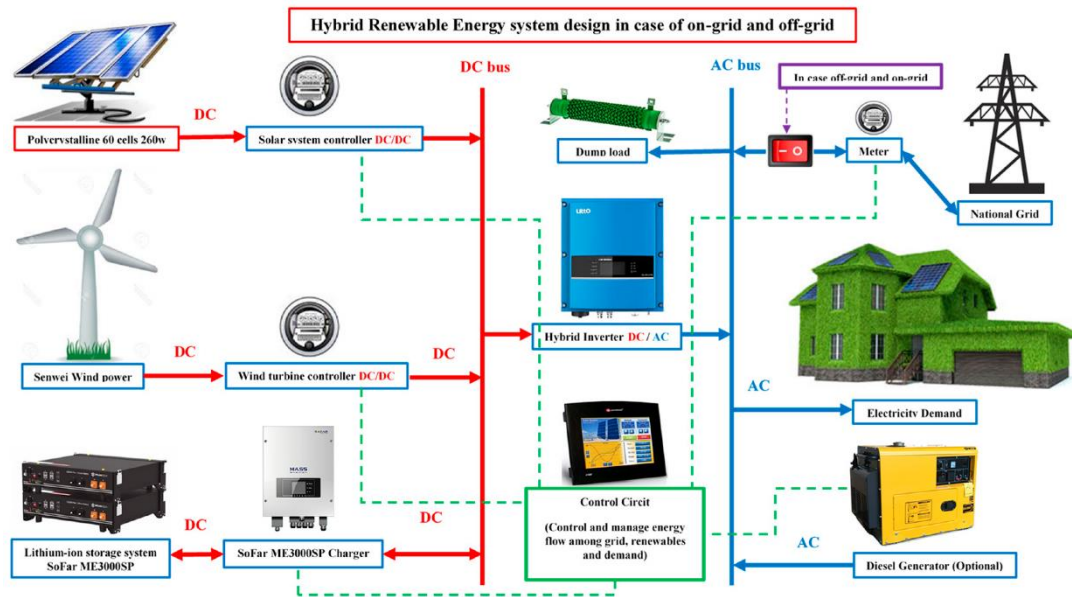 Hybrid Renewable Energy system design in case of on-grid and off-grid
DC bus
AC bus
In case off-grid and on-grid
DC
Polycrystalline 60 cells 260w
Solar system controller DC/DC
Dump load
Meter
National Grid
DC
Senwei Wind power
Wind turbine controller DC/DC
DC
Hybrid Inverter DC / AC
AC
Electricity Demand
DC
Lithium-ion storage system
SoFar ME3000SP
SoFar ME3000SP Charger
DC
Control Circit
(Control and manage energy
flow among grid, renewables
and demand)
AC
Diesel Generator (Optional)